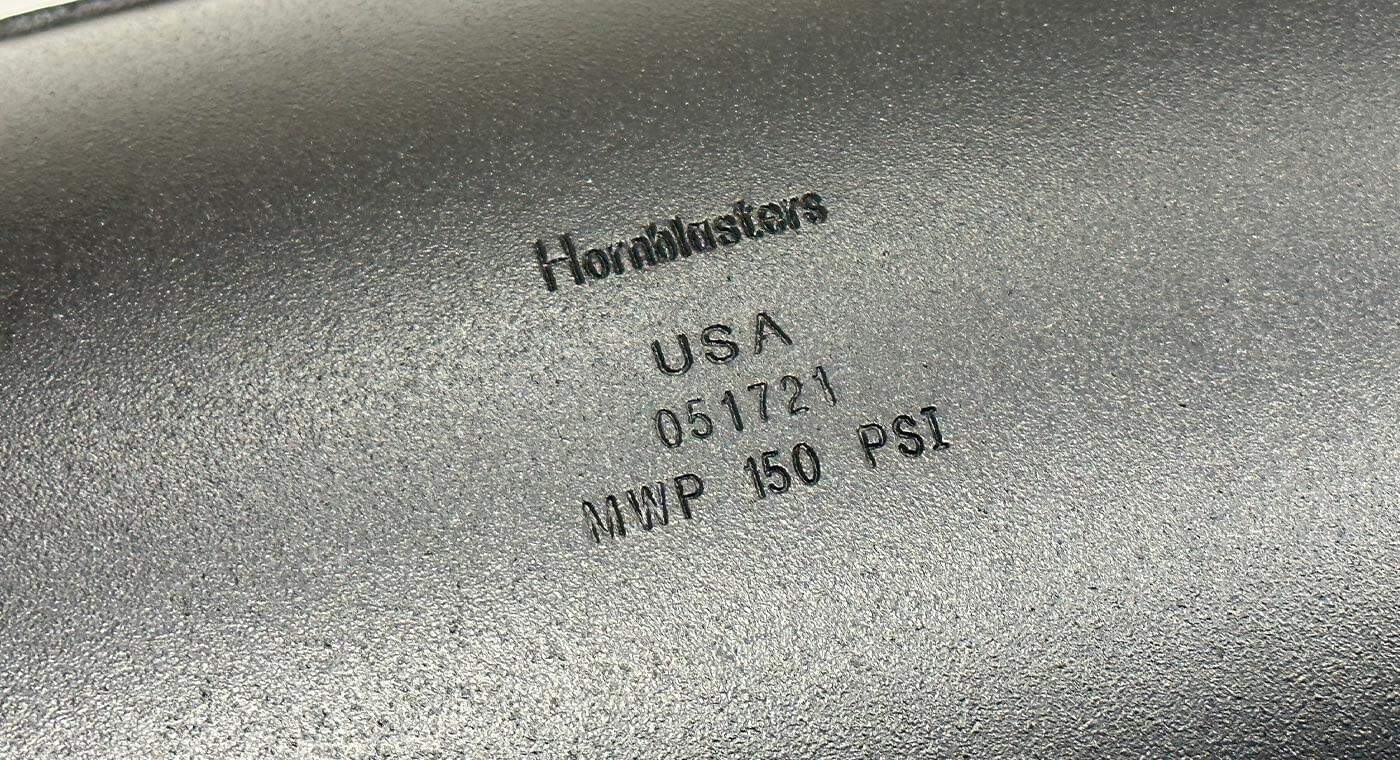 Hornblasters
USA
051721
MWP 150 PSI